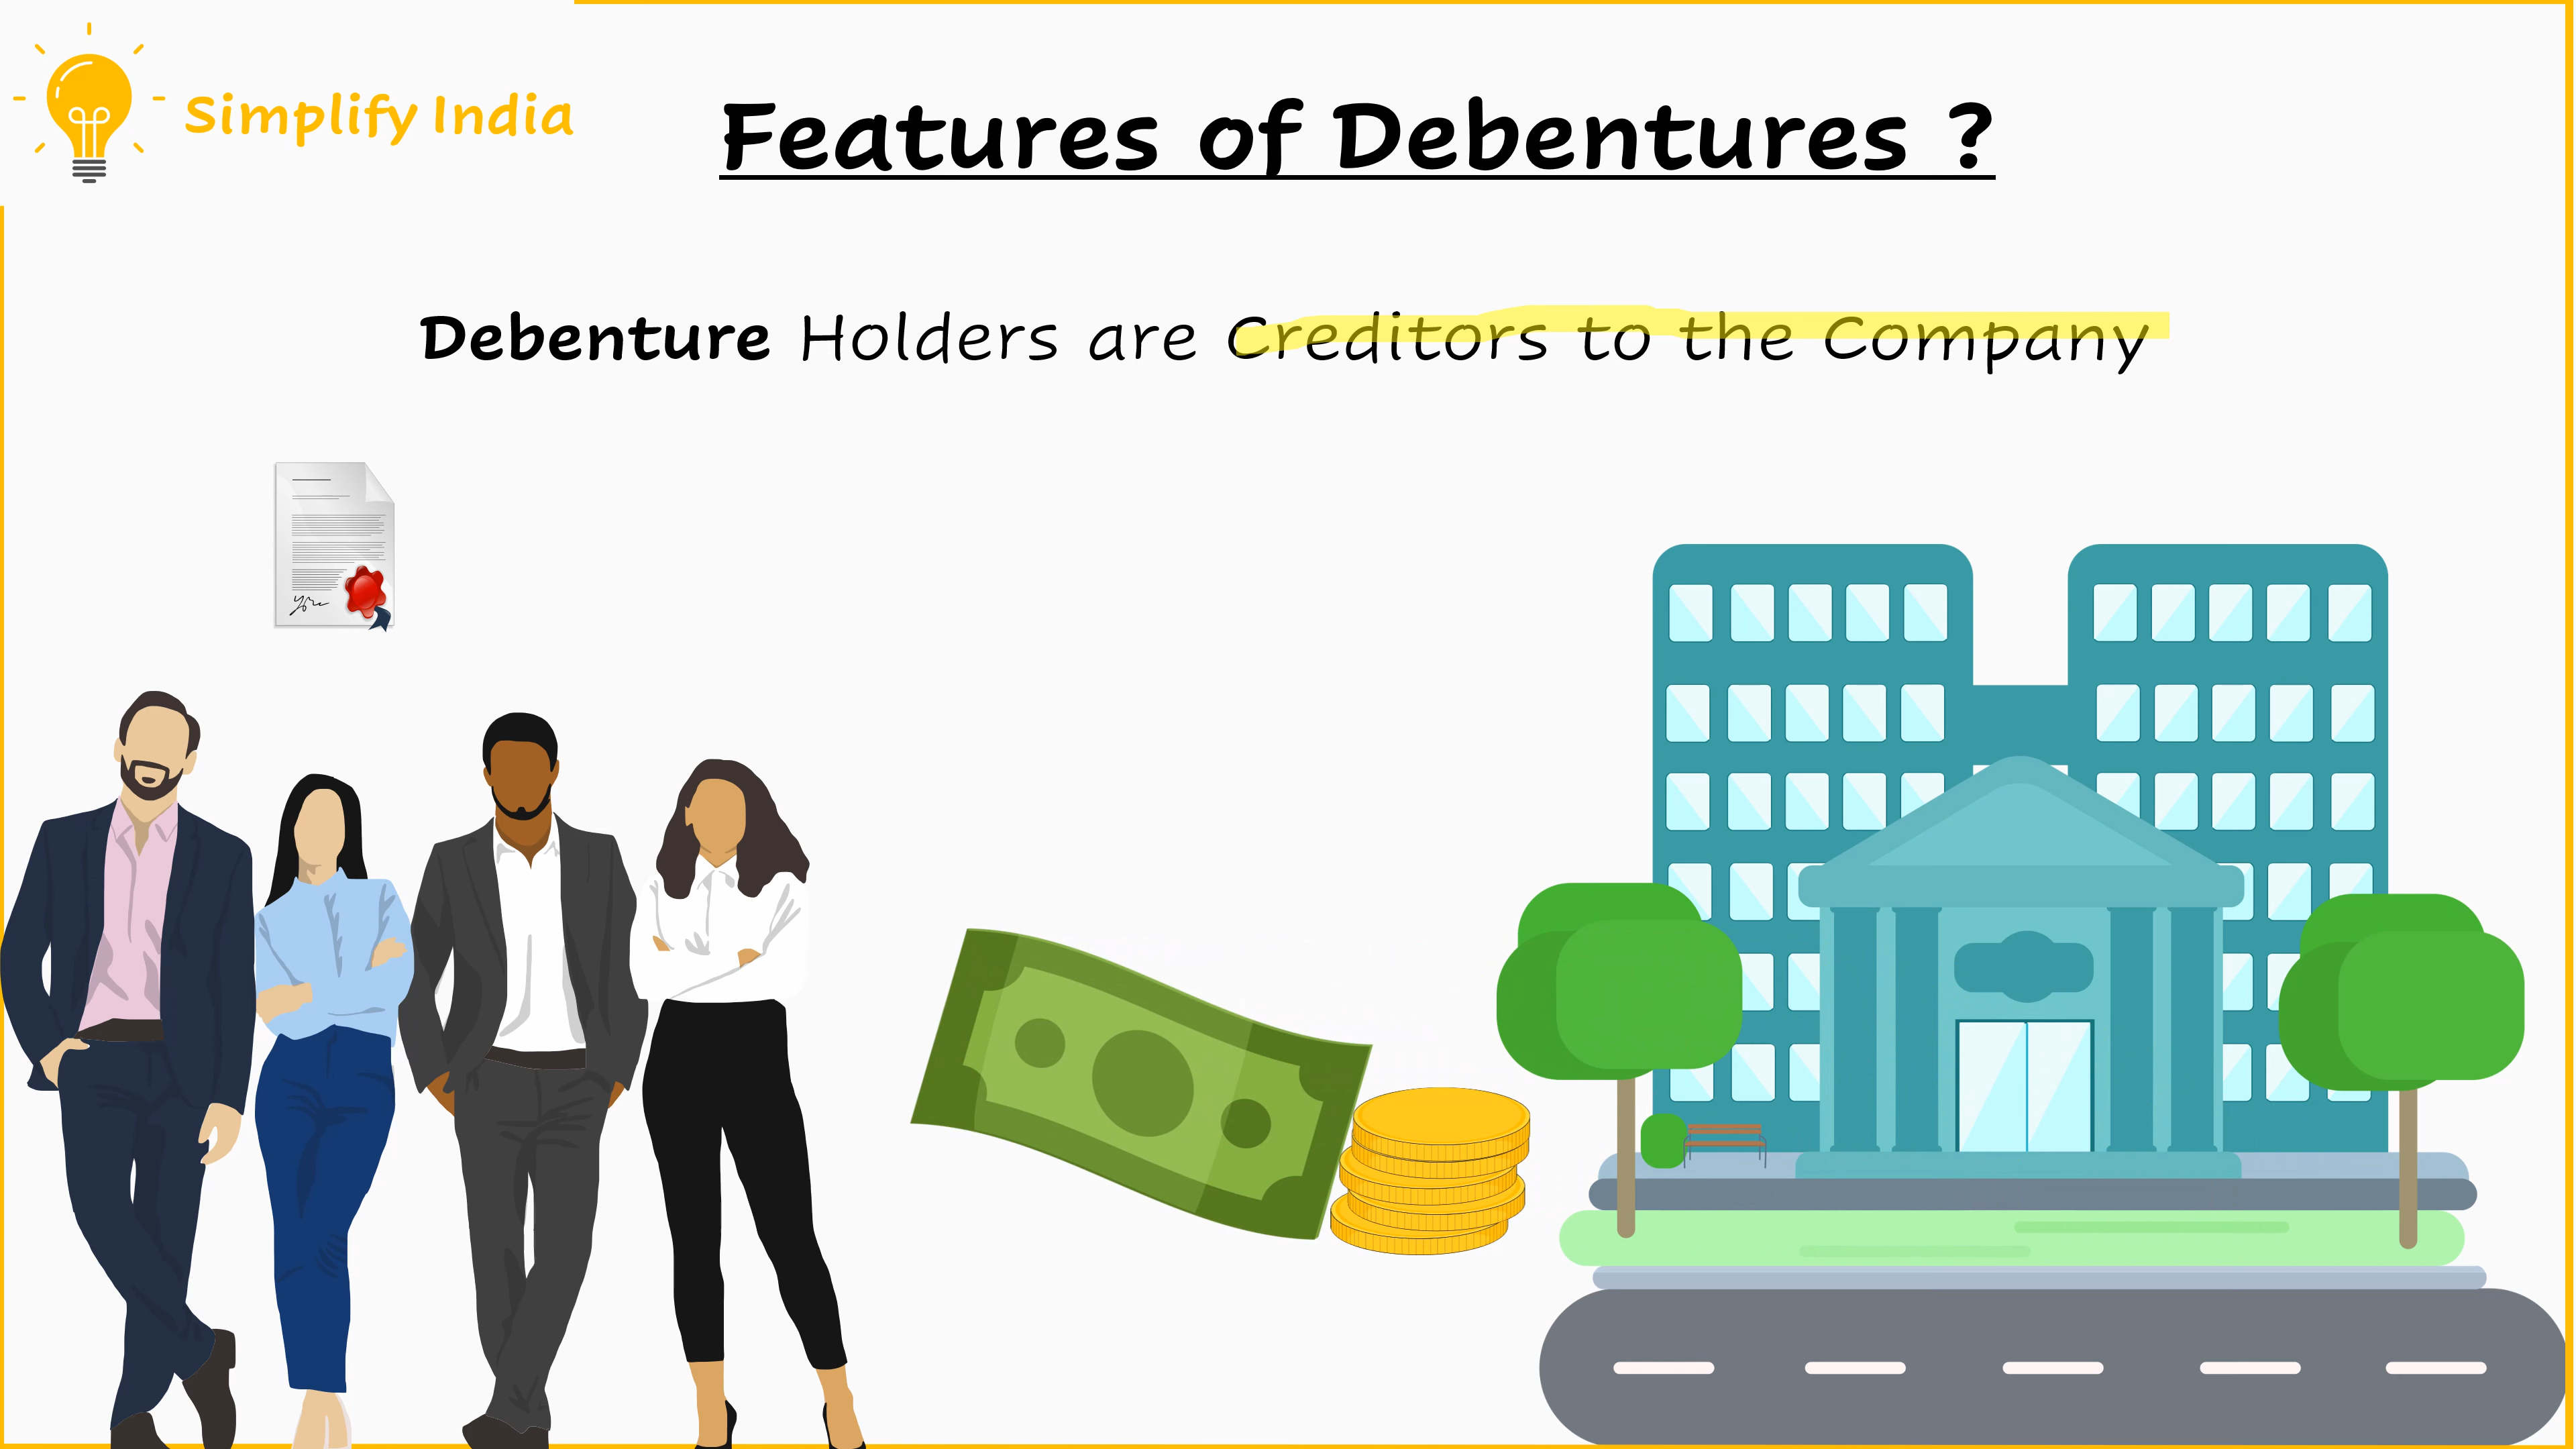 Simplify India
Features of Debentures ?
Debenture Holders are Creditors to the Company